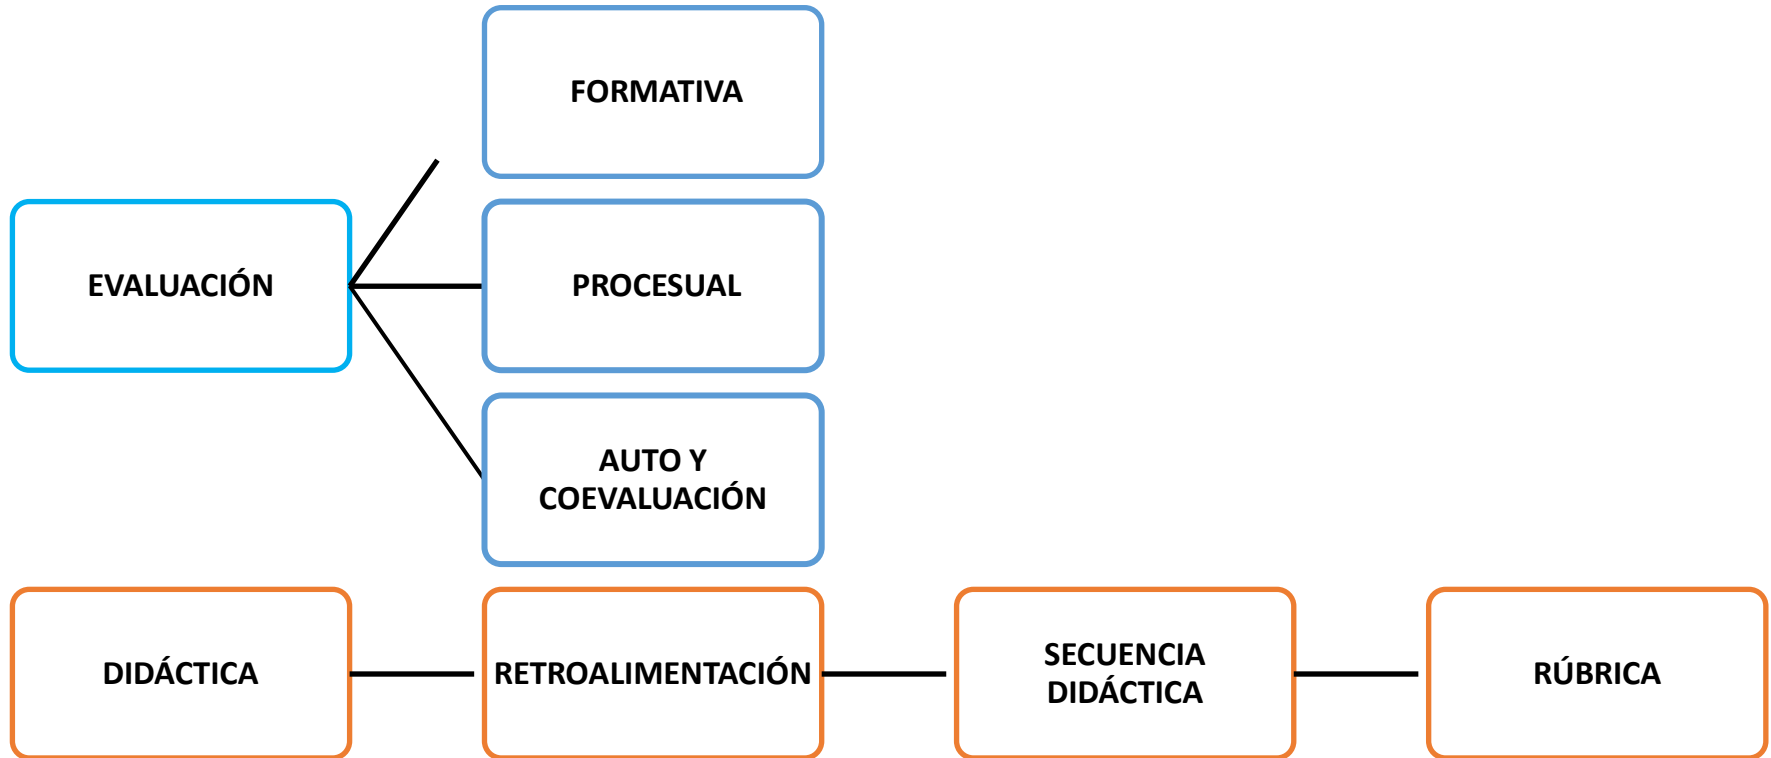 FORMATIVA
EVALUACIÓN
PROCESUAL
AUTO Y
COEVALUACIÓN
DIDÁCTICA
RETROALIMENTACIÓN
SECUENCIA
DIDÁCTICA
RÚBRICA